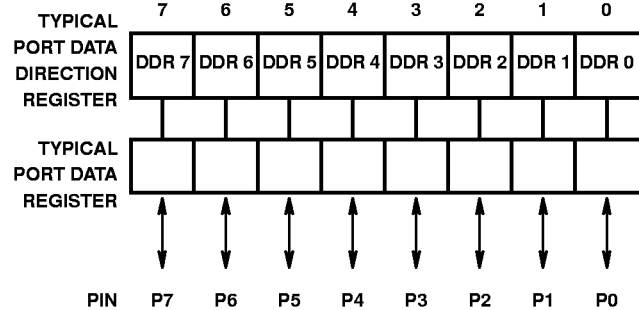 7 6 5 4 3 2 1 0
TYPICAL
PORT DATA
DIRECTION
REGISTER
DDR 7 DDR 6 DDR 5 DDR 4 DDR 3 DDR 2 DDR 1 DDR 0
TYPICAL
PORT DATA
REGISTER
PIN P7 P6 P5 P4 P3 P2 P1 P0